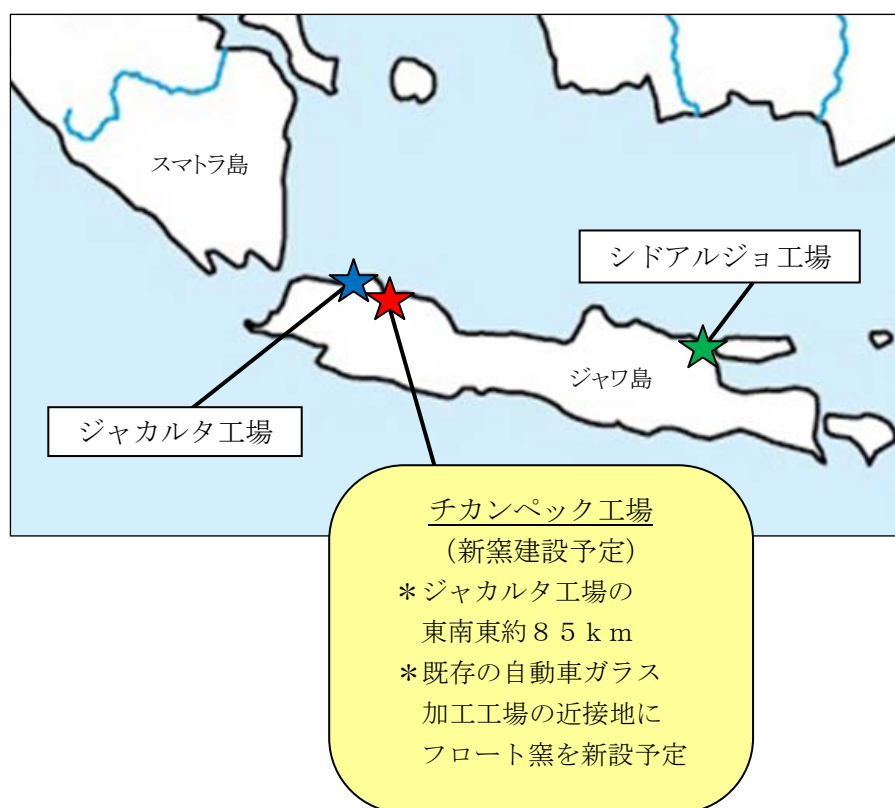 スマトラ島
シドアルジョ工場
ジャワ島
ジャカルタ工場
チカンペック工場
（新窯建設予定）
＊ジャカルタ工場の
東南東約８５ｋｍ
＊既存の自動車ガラス
加工工場の近接地に
フロート窯を新設予定